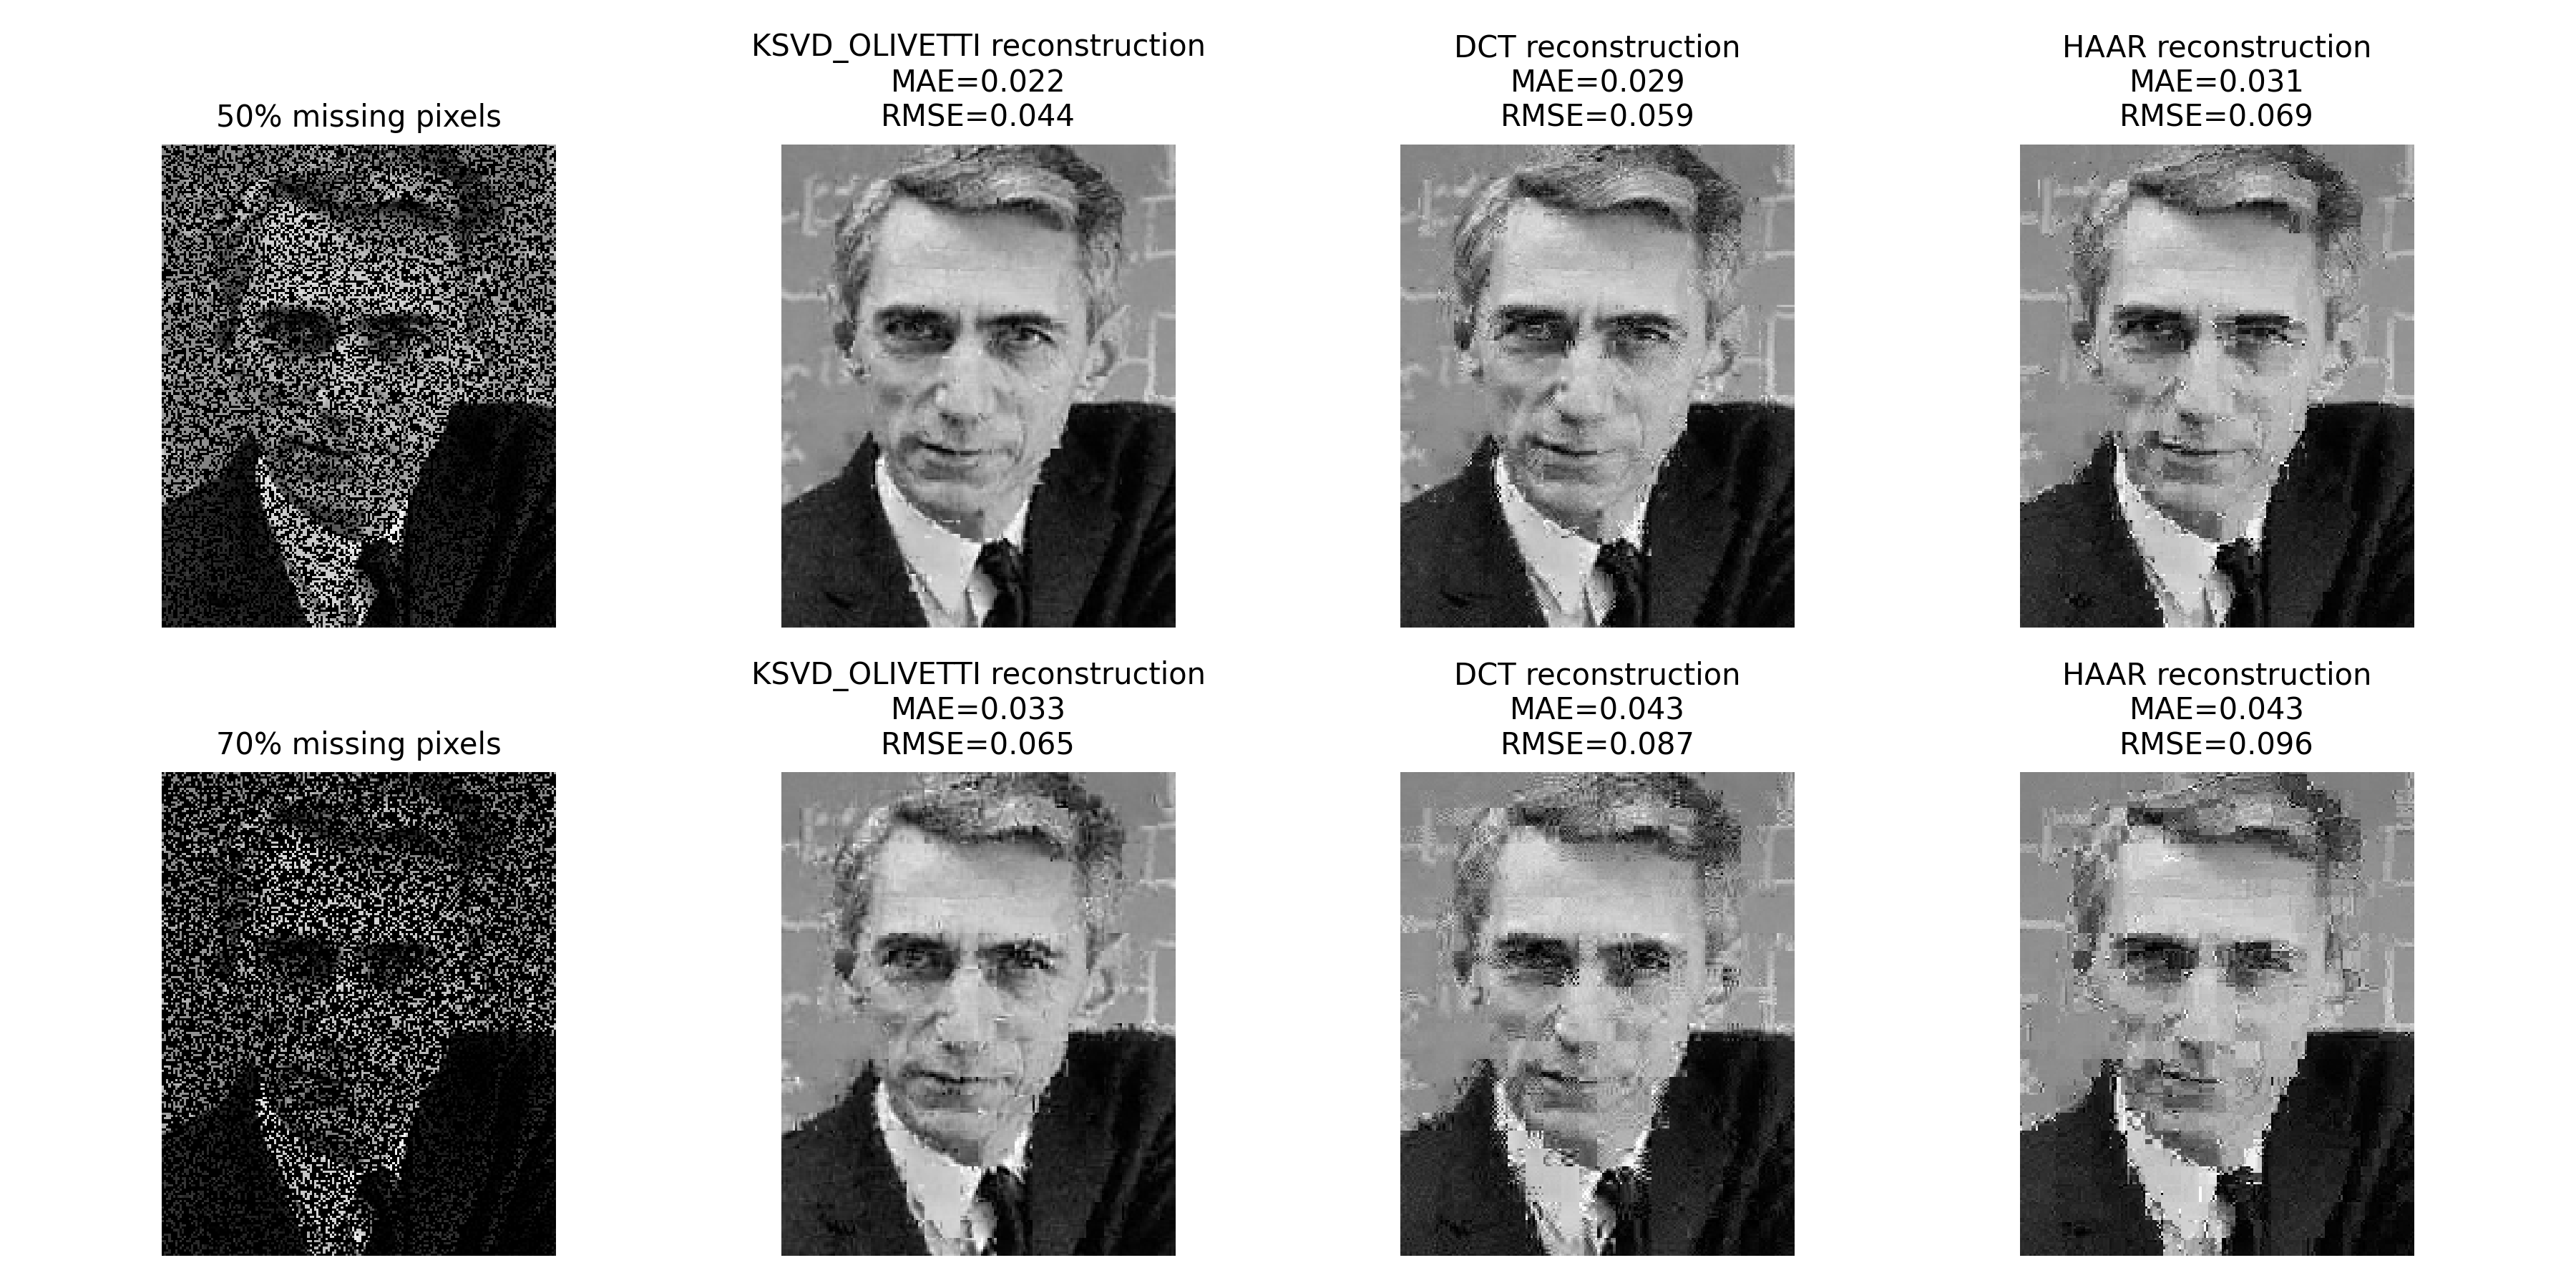 50% missing pixels
KSVD_OLIVETTI reconstruction
MAE=0.022
RMSE=0.044
DCT reconstruction
MAE=0.029
RMSE=0.059
HAAR reconstruction
MAE=0.031
RMSE=0.069
70% missing pixels
KSVD_OLIVETTI reconstruction
MAE=0.033
RMSE=0.065
DCT reconstruction
MAE=0.043
RMSE=0.087
HAAR reconstruction
MAE=0.043
RMSE=0.096